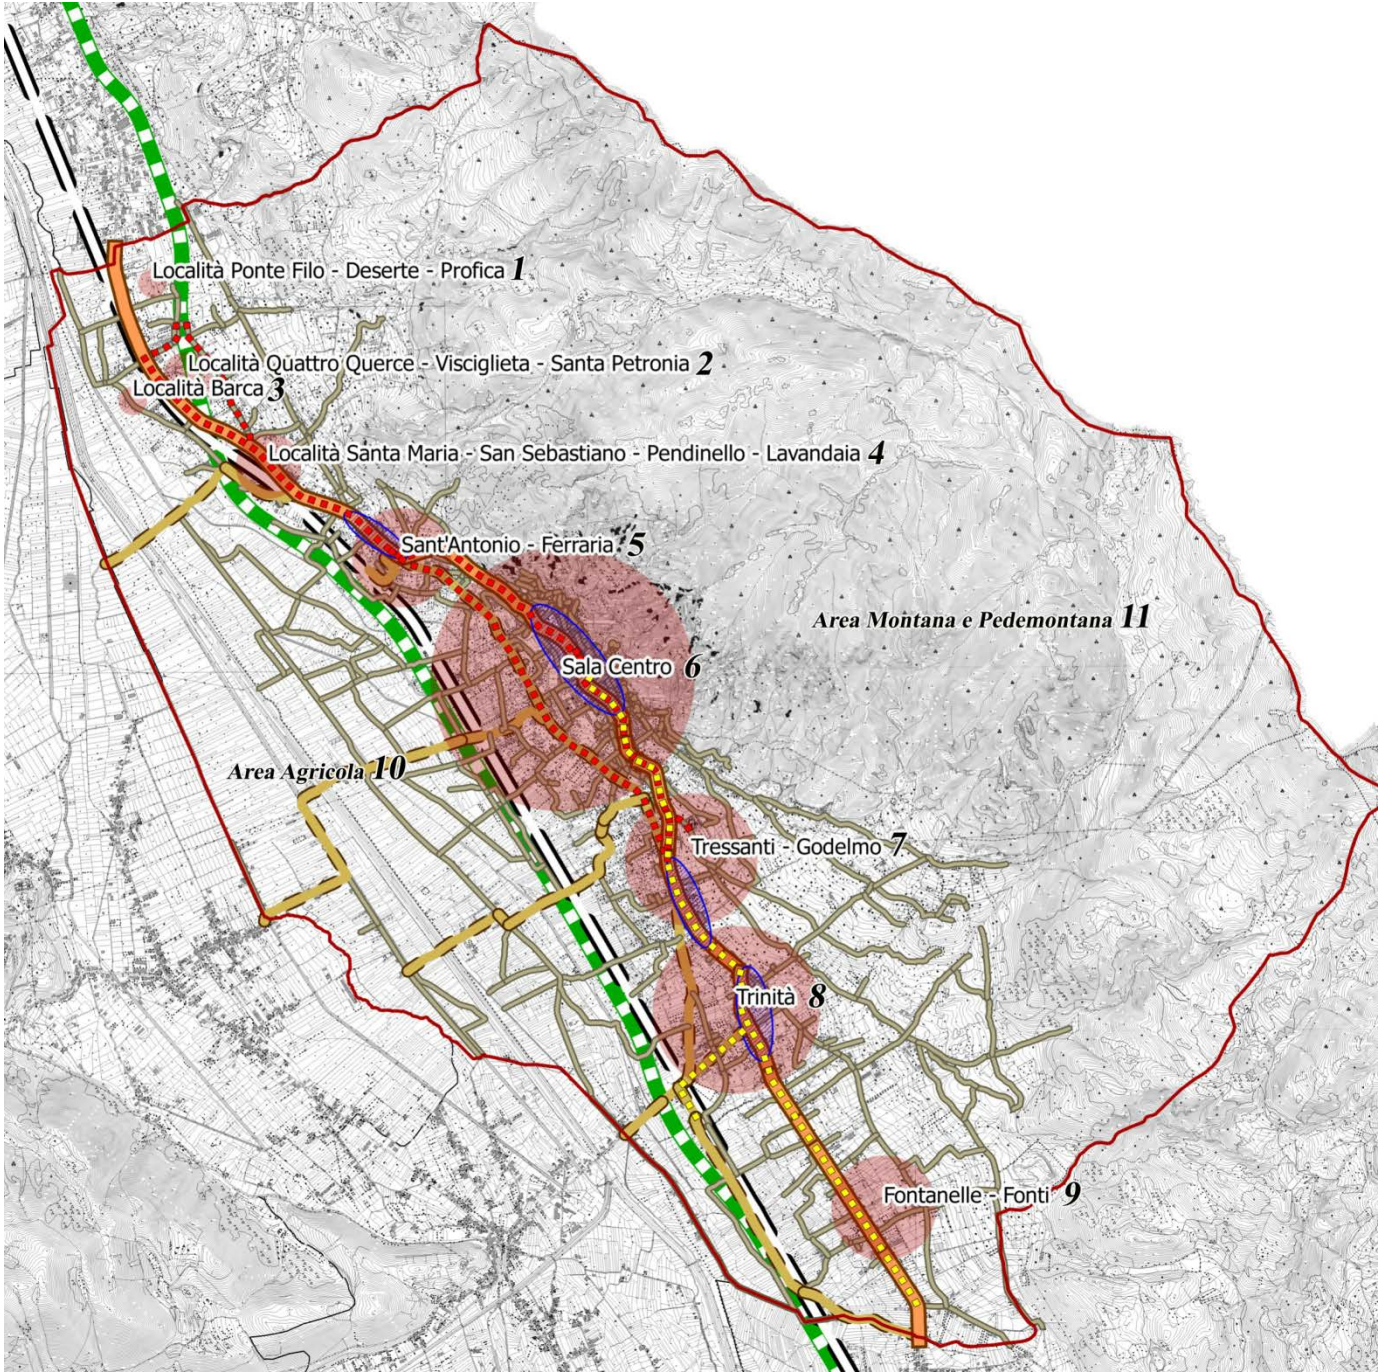 Località Ponte Filo - Deserte - Profica 1
Località Quattro Querce - Visciglieta - Santa Petronia 2
Località Barca 3
Località Santa Maria - San Sebastiano - Pendinello - Lavandaia 4
Sant'Antonio - Ferraria 5
Area Montana e Pedemontana 11
Sala Centro 6
Area Agricola 10
Tressanti - Godelmo 7
Trinità 8
Fontanelle - Fonti 9